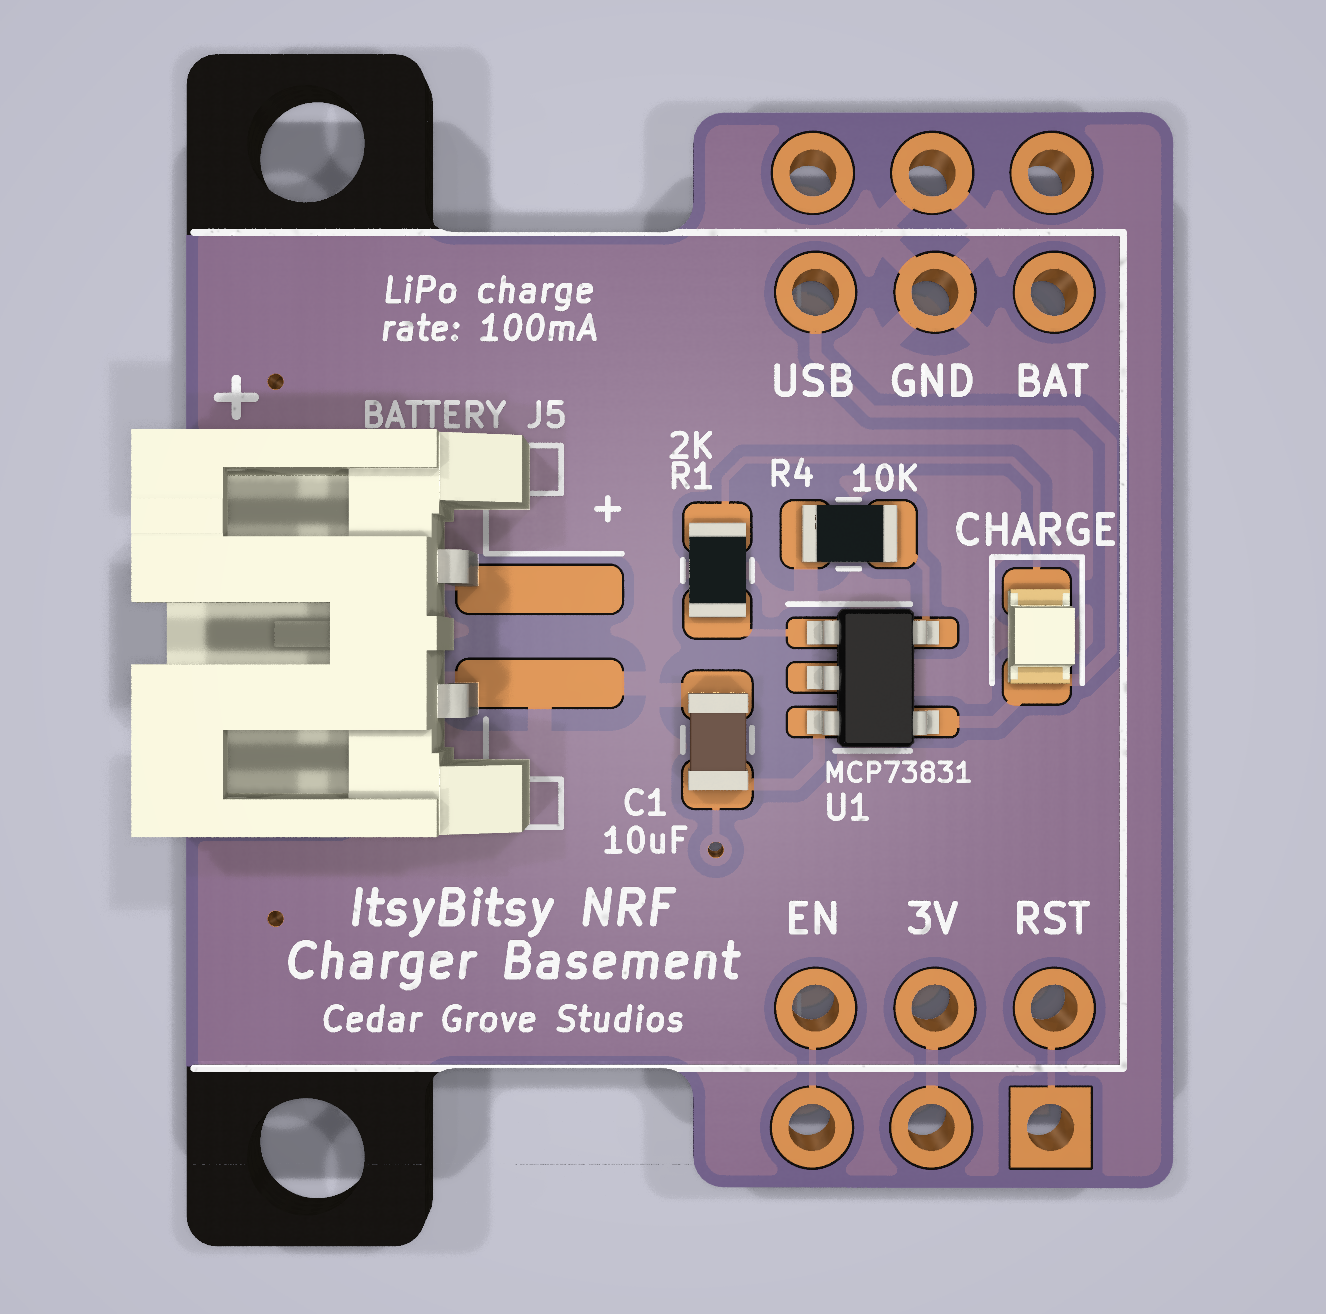 LiPo charge
rate: 100mA
USB GND BAT
+
BATTERY J5
2K
R1
R4 10K
+
CHARGE
MCP73831
U1
C1
10uF
ItsyBitsy NRF
Charger Basement
Cedar Grove Studios
EN 3V RST